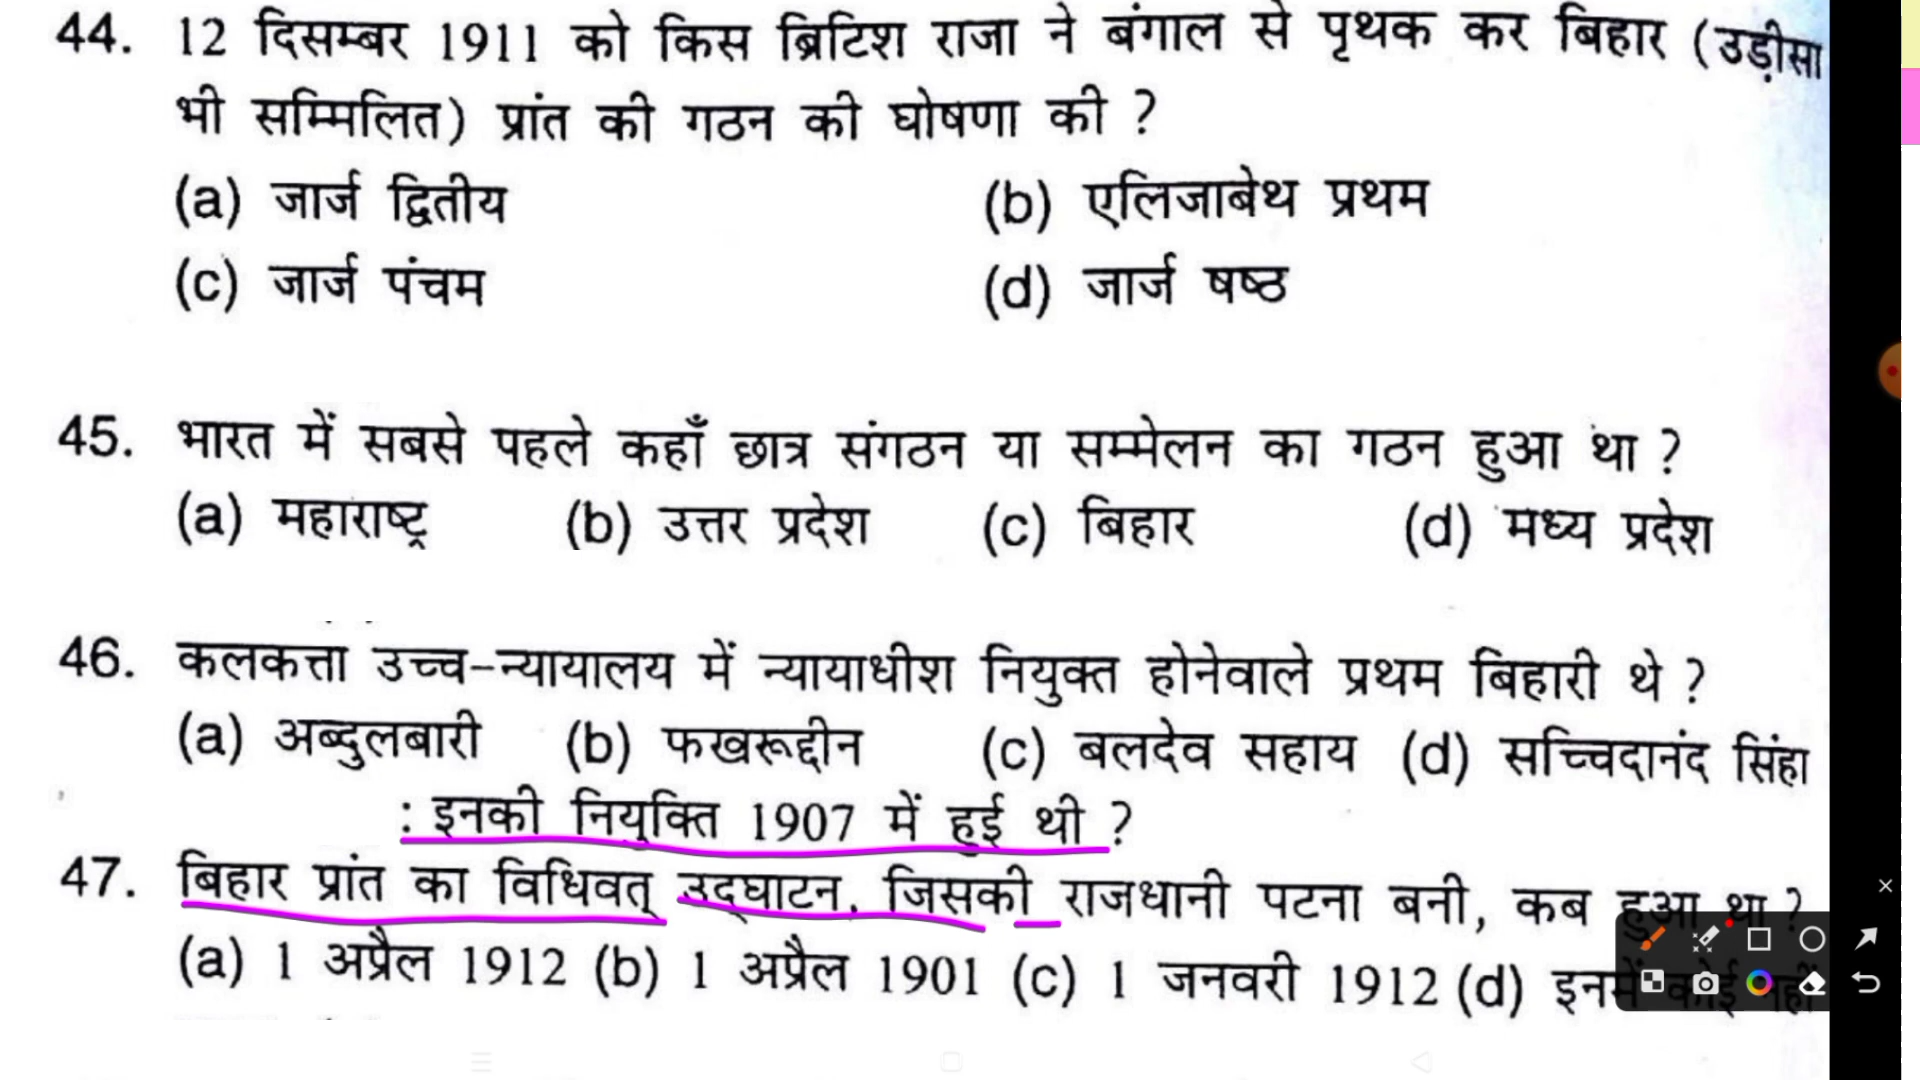 44. 12 दिसम्बर 1911 को किस ब्रिटिश राजा ने बंगाल से पृथक कर बिहार (उड़ीसा
भी सम्मिलित) प्रांत की गठन की घोषणा की ?
(a) जार्ज द्वितीय (b) एलिजाबेथ प्रथम
(c) जार्ज पंचम (d) जार्ज षष्ठ
45. भारत में सबसे पहले कहाँ छात्र संगठन या सम्मेलन का गठन हुआ था ?
(a) महाराष्ट्र (b) उत्तर प्रदेश (c) बिहार (d) मध्य प्रदेश
46. कलकत्ता उच्च-न्यायालय में न्यायाधीश नियुक्त होनेवाले प्रथम बिहारी थे ?
(a) अब्दुलबारी (b) फखरूद्दीन (c) बलदेव सहाय (d) सच्चिदानंद सिंहा
: इनकी नियुक्ति 1907 में हुई थी ?
47. बिहार प्रांत का विधिवत् उद्घाटन, जिसकी राजधानी पटना बनी, कब हुआ था ?
(a) 1 अप्रैल 1912 (b) 1 अप्रैल 1901 (c) 1 जनवरी 1912 (d) इनमें कोई नहीं